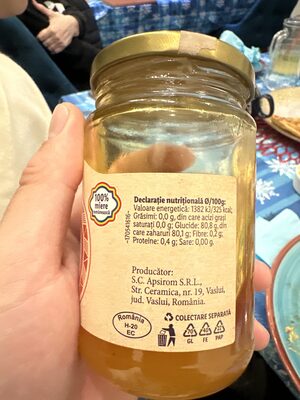 100%
miere
românească
Declarație nutrițională Ø/100g:
Valoare energetică: 1382 kJ/325 kcal;
Grăsimi: 0,0 g, din care acizi grași
saturați 0,0 g; Glucide: 80,8 g, din
care zaharuri 80,1 g; Fibre: 0,2 g;
Proteine: 0,4 g; Sare: 0,00 g.
Producător:
S.C. Apsirom S.R.L.,
Str. Ceramica, nr. 19, Vaslui,
jud. Vaslui, România.
România
H-20
EC
COLECTARE SEPARATĂ
GL
FE
PAP